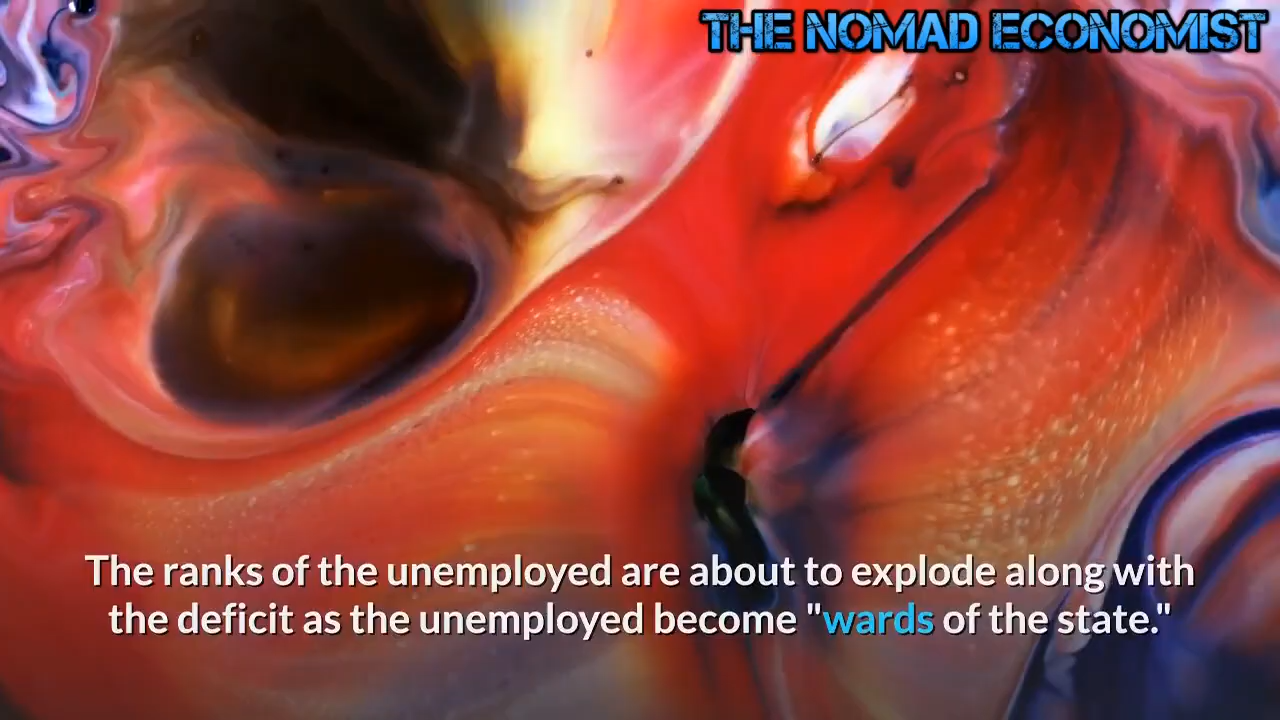 THE NOMAD ECONOMIST
The ranks of the unemployed are about to explode along with
the deficit as the unemployed become "wards of the state."